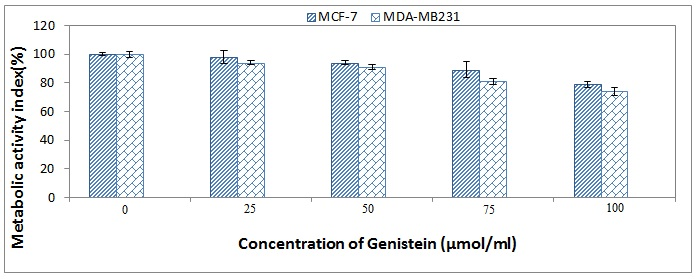 MCF-7 MDA-MB231
120
100
80
60
40
20
0
Metabolic activity index(%)
0 25 50 75 100
Concentration of Genistein (µmol/ml)